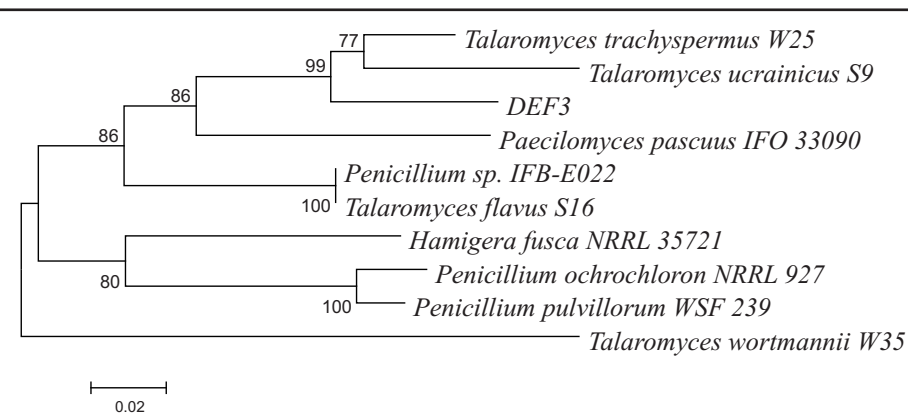 77
Talaromyces trachyspermus W25
99
Talaromyces ucrainicus S9
86
DEF3
86
Paecilomyces pascuus IFO 33090
Penicillium sp. IFB-E022
100
Talaromyces flavus S16
Hamigera fusca NRRL 35721
80
Penicillium ochrochloron NRRL 927
100
Penicillium pulvillorum WSF 239
Talaromyces wortmannii W35
0.02